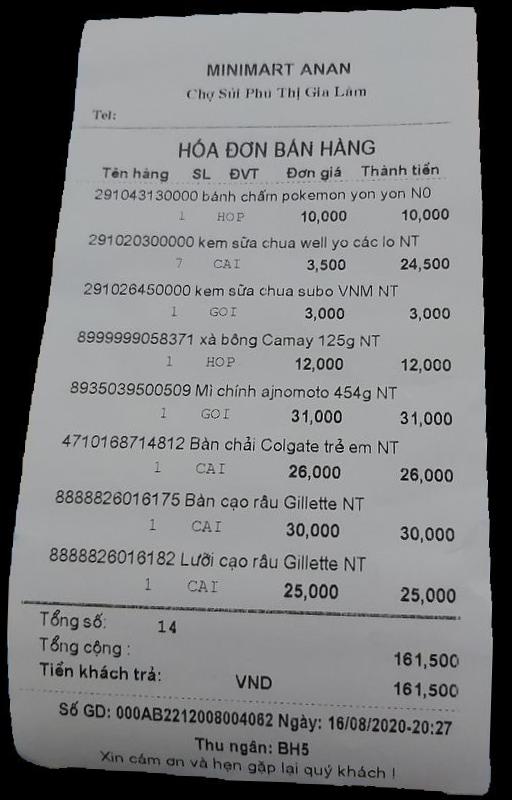 MINIMART ANAN
Chợ Sủi Phú Thị Gia Lâm
Tel:
HÓA ĐƠN BÁN HÀNG
Tên hàng SL ĐVT Đơn giá Thành tiền
291043130000 bánh chấm pokemon yon yon N0
1 HOP 10,000 10,000
291020300000 kem sữa chua well yo các lo NT
7 CAI 3,500 24,500
291026450000 kem sữa chua subo VNM NT
1 GOI 3,000 3,000
8999999058371 xà bông Camay 125g NT
1 HOP 12,000 12,000
8935039500509 Mì chính ajnomoto 454g NT
1 GOI 31,000 31,000
4710168714812 Bàn chải Colgate trẻ em NT
1 CAI 26,000 26,000
8888826016175 Bàn cạo râu Gillette NT
1 CAI 30,000 30,000
8888826016182 Lưỡi cạo râu Gillette NT
1 CAI 25,000 25,000
Tổng số: 14
Tổng cộng : 161,500
Tiền khách trả: VND 161,500
Số GD: 000AB2212008004062 Ngày: 16/08/2020-20:27
Thu ngân: BH5
Xin cảm ơn và hẹn gặp lại quý khách !